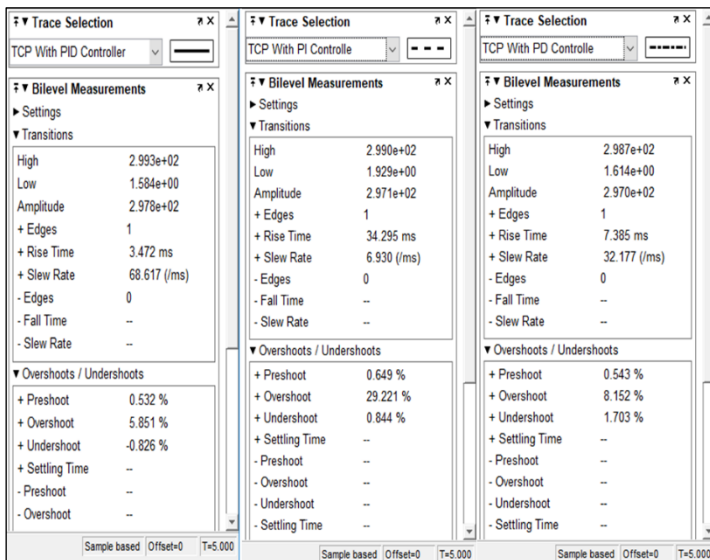 Trace Selection
TCP With PID Controller
Bilevel Measurements
Settings
Transitions
High 2.993e+02
Low 1.584e+00
Amplitude 2.978e+02
+ Edges 1
+ Rise Time 3.472 ms
+ Slew Rate 68.617 (/ms)
- Edges 0
- Fall Time --
- Slew Rate --
Overshoots / Undershoots
+ Preshoot 0.532 %
+ Overshoot 5.851 %
+ Undershoot -0.826 %
+ Settling Time --
- Preshoot --
- Overshoot --
Sample based Offset=0 T=5.000
Trace Selection
TCP With PI Controlle
Bilevel Measurements
Settings
Transitions
High 2.990e+02
Low 1.929e+00
Amplitude 2.971e+02
+ Edges 1
+ Rise Time 34.295 ms
+ Slew Rate 6.930 (/ms)
- Edges 0
- Fall Time --
- Slew Rate --
Overshoots / Undershoots
+ Preshoot 0.649 %
+ Overshoot 29.221 %
+ Undershoot 0.844 %
+ Settling Time --
- Preshoot --
- Overshoot --
- Undershoot --
- Settling Time --
Sample based Offset=0 T=5.000
Trace Selection
TCP With PD Controlle
Bilevel Measurements
Settings
Transitions
High 2.987e+02
Low 1.614e+00
Amplitude 2.970e+02
+ Edges 1
+ Rise Time 7.385 ms
+ Slew Rate 32.177 (/ms)
- Edges 0
- Fall Time --
- Slew Rate --
Overshoots / Undershoots
+ Preshoot 0.543 %
+ Overshoot 8.152 %
+ Undershoot 1.703 %
+ Settling Time --
- Preshoot --
- Overshoot --
- Undershoot --
- Settling Time --
Sample based Offset=0 T=5.000